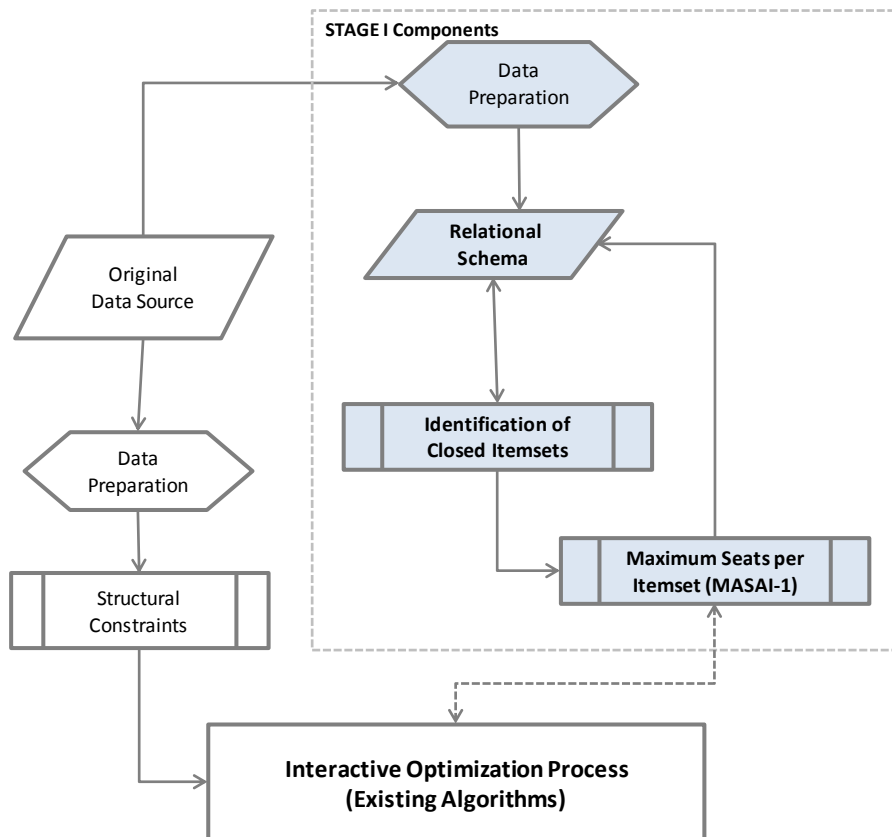 STAGE I Components
Data
Preparation
Relational
Schema
Original
Data Source
Identification of
Closed Itemsets
Data
Preparation
Maximum Seats per
Itemset (MASAI-1)
Structural
Constraints
Interactive Optimization Process
(Existing Algorithms)